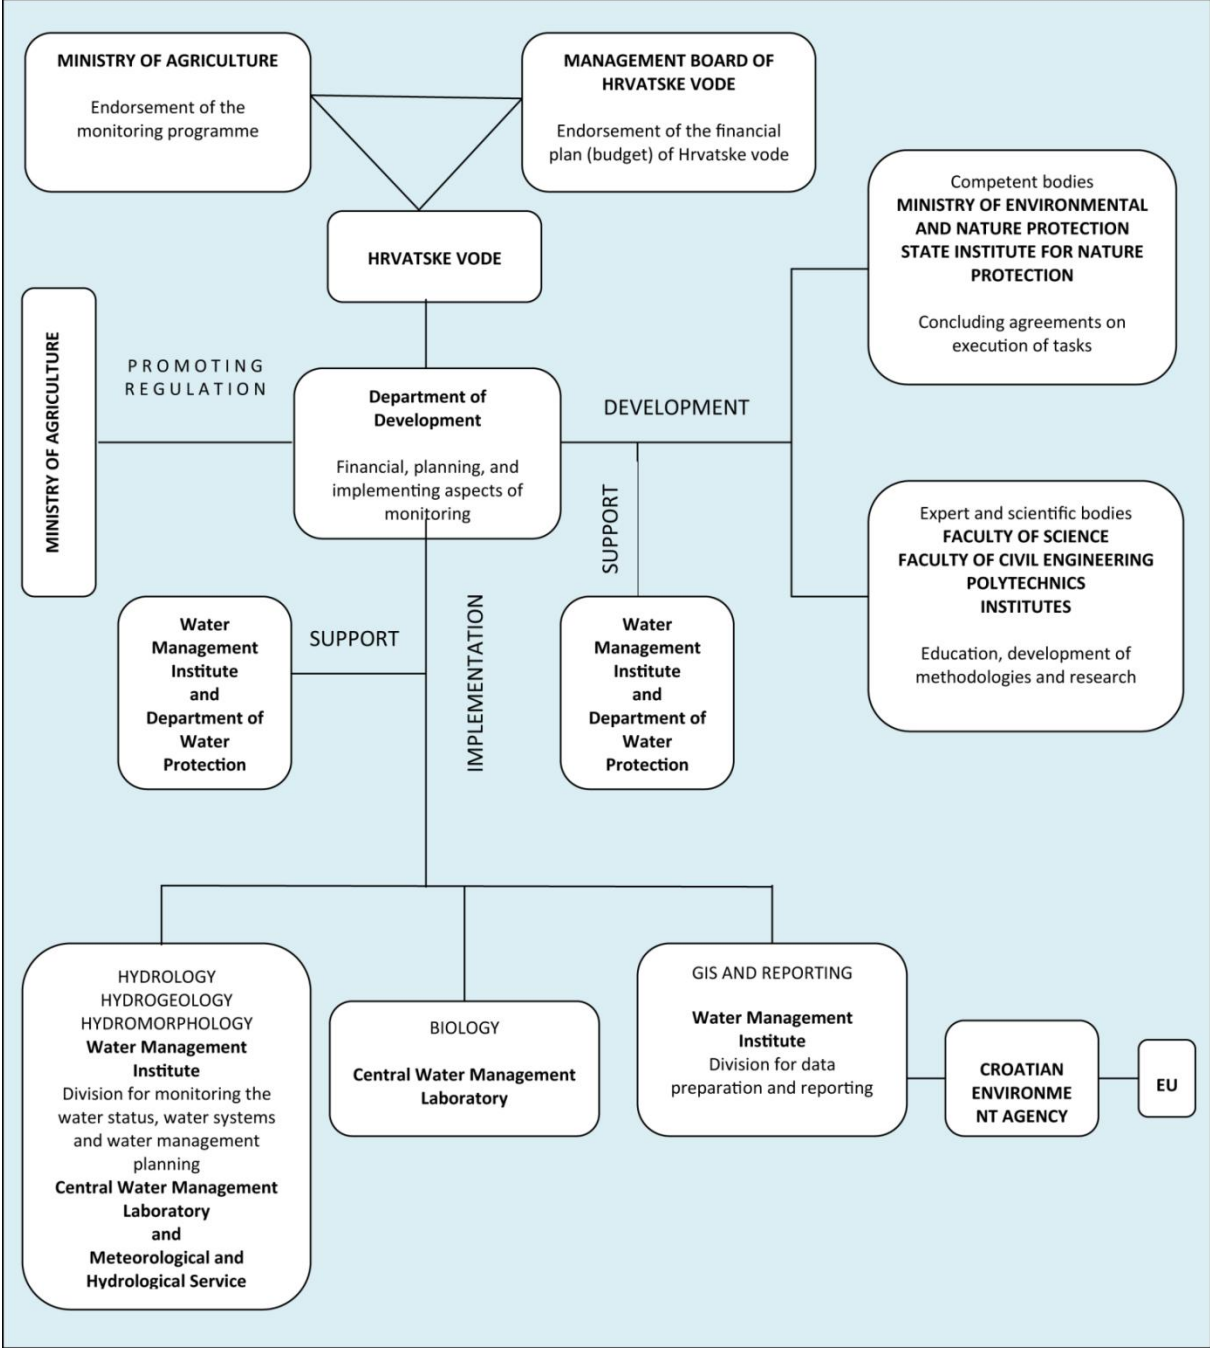 MINISTRY OF AGRICULTURE
Endorsement of the
monitoring programme
MANAGEMENT BOARD OF
HRVATSKE VODE
Endorsement of the financial
plan (budget) of Hrvatske vode
HRVATSKE VODE
Competent bodies
MINISTRY OF ENVIRONMENTAL
AND NATURE PROTECTION
STATE INSTITUTE FOR NATURE
PROTECTION
Concluding agreements on
execution of tasks
MINISTRY OF AGRICULTURE
PROMOTING
REGULATION
Department of
Development
Financial, planning, and
implementing aspects of
monitoring
DEVELOPMENT
SUPPORT
Expert and scientific bodies
FACULTY OF SCIENCE
FACULTY OF CIVIL ENGINEERING
POLYTECHNICS
INSTITUTES
Education, development of
methodologies and research
Water
Management
Institute
and
Department of
Water
Protection
SUPPORT
IMPLEMENTATION
Water
Management
Institute
and
Department of
Water
Protection
HYDROLOGY
HYDROGEOLOGY
HYDROMORPHOLOGY
Water Management
Institute
Division for monitoring the
water status, water systems
and water management
planning
Central Water Management
Laboratory
and
Meteorological and
Hydrological Service
BIOLOGY
Central Water Management
Laboratory
GIS AND REPORTING
Water Management
Institute
Division for data
preparation and reporting
CROATIAN
ENVIRONME
NT AGENCY
EU